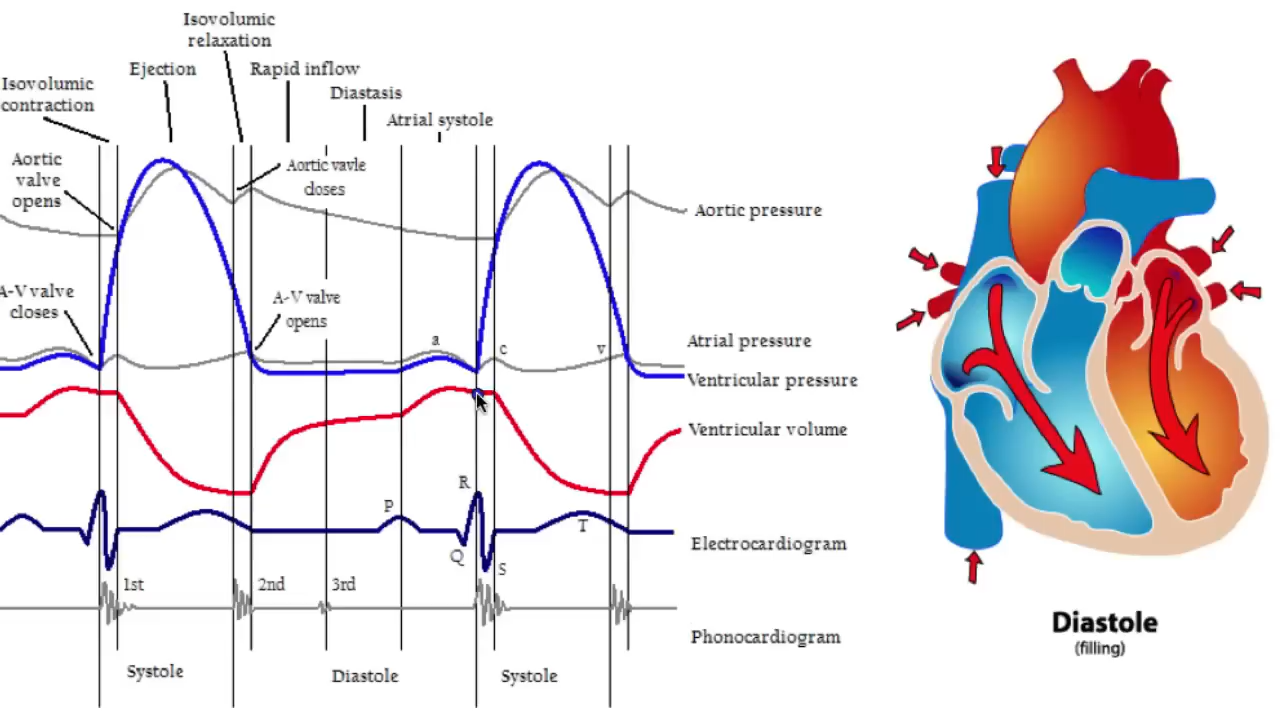 Isovolumic
relaxation
Ejection
Rapid inflow
Isovolumic
contraction
Diastasis
Atrial systole
Aortic
valve
opens
Aortic vavle
closes
Aortic pressure
A-V valve
closes
A-V valve
opens
a
c
v
Atrial pressure
Ventricular pressure
Ventricular volume
R
P
T
Q
S
Electrocardiogram
1st
2nd
3rd
Phonocardiogram
Systole
Diastole
Systole
Diastole
(filling)